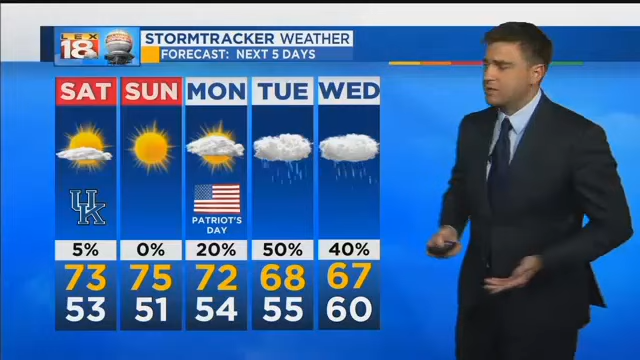 LEX
18
STORMTRACKER WEATHER
FORECAST: NEXT 5 DAYS
SAT SUN MON TUE WED
UK
PATRIOT'S
DAY
5% 0% 20% 50% 40%
73 75 72 68 67
53 51 54 55 60